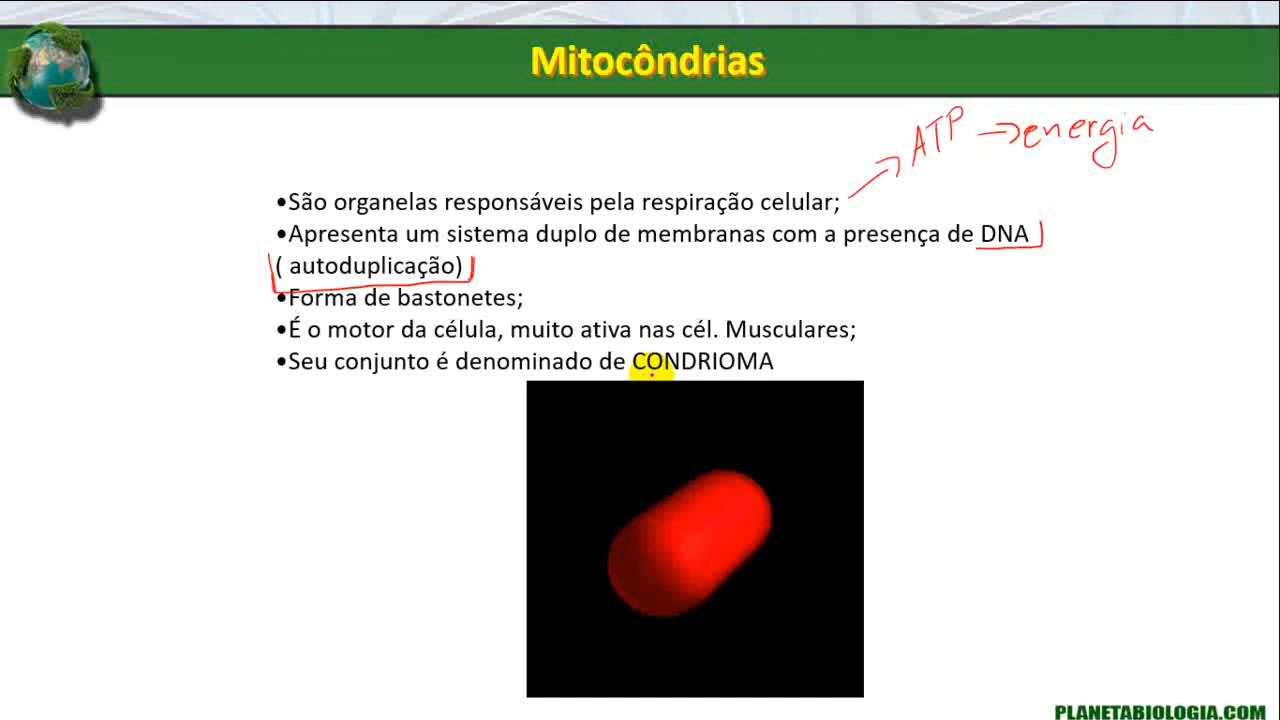 Mitocôndrias
ATP → energia
•São organelas responsáveis pela respiração celular;
•Apresenta um sistema duplo de membranas com a presença de DNA
( autoduplicação)
•Forma de bastonetes;
•É o motor da célula, muito ativa nas cél. Musculares;
•Seu conjunto é denominado de CONDRIOMA
PLANETABIOLOGIA.COM